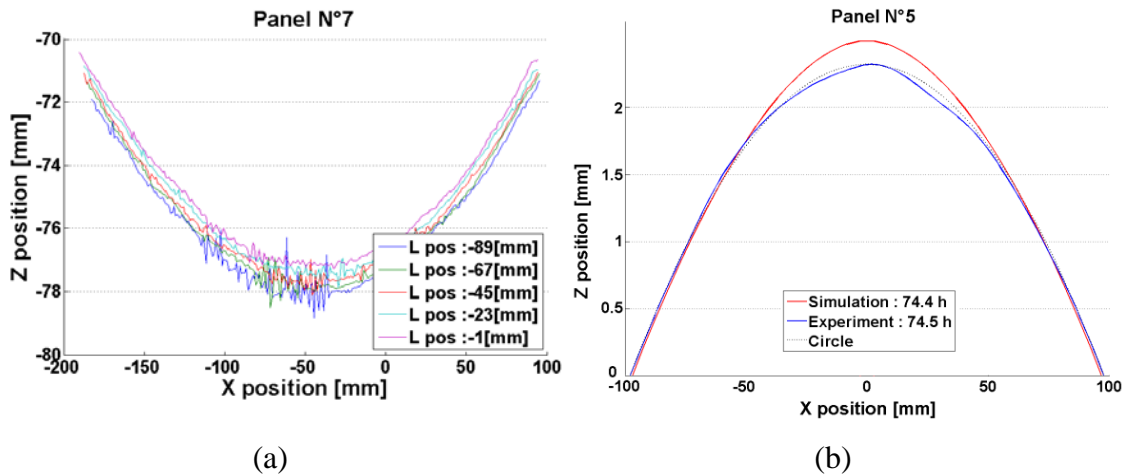 Panel N°7
Z position [mm]
-70
-72
-74
-76
-78
-80
-200
-150
-100
-50
0
50
100
X position [mm]
L pos :-89[mm]
L pos :-67[mm]
L pos :-45[mm]
L pos :-23[mm]
L pos :-1[mm]
(a)
Panel N°5
Z position [mm]
2
1.5
1
0.5
0
-100
-50
0
50
100
X position [mm]
Simulation : 74.4 h
Experiment : 74.5 h
Circle
(b)